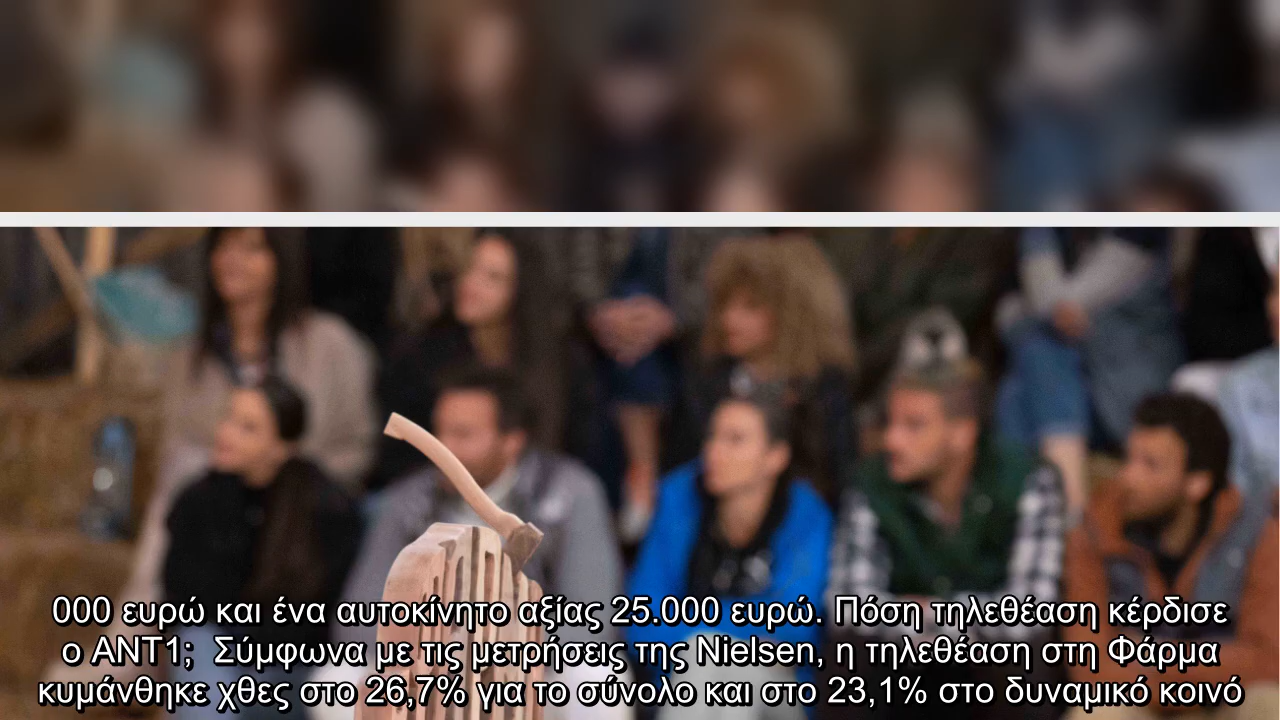 000 ευρώ και ένα αυτοκίνητο αξίας 25.000 ευρώ. Πόση τηλεθέαση κέρδισε
ο ΑΝΤ1;  Σύμφωνα με τις μετρήσεις της Nielsen, η τηλεθέαση στη Φάρμα
κυμάνθηκε χθες στο 26,7% για το σύνολο και στο 23,1% στο δυναμικό κοινό